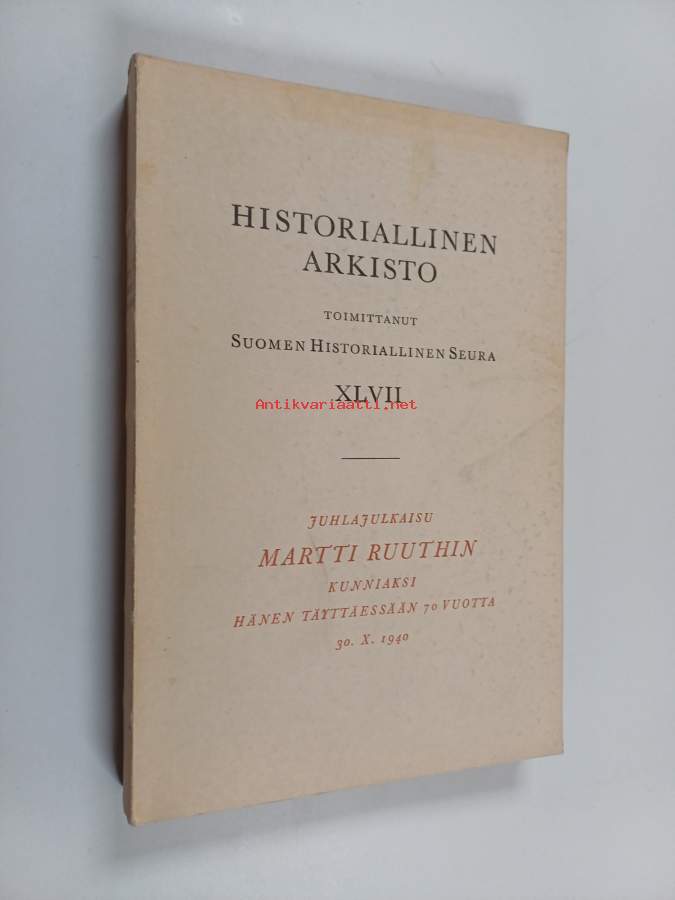 HISTORIALLINEN
ARKISTO
TOIMITTANUT
SUOMEN HISTORIALLINEN SEURA
XLVII
Antikvariaatti.net
JUHLAJULKAISU
MARTTI RUUTHIN
KUNNIAKSI
HÄNEN TÄYTTÄESSÄÄN 70 VUOTTA
30. X. 1940